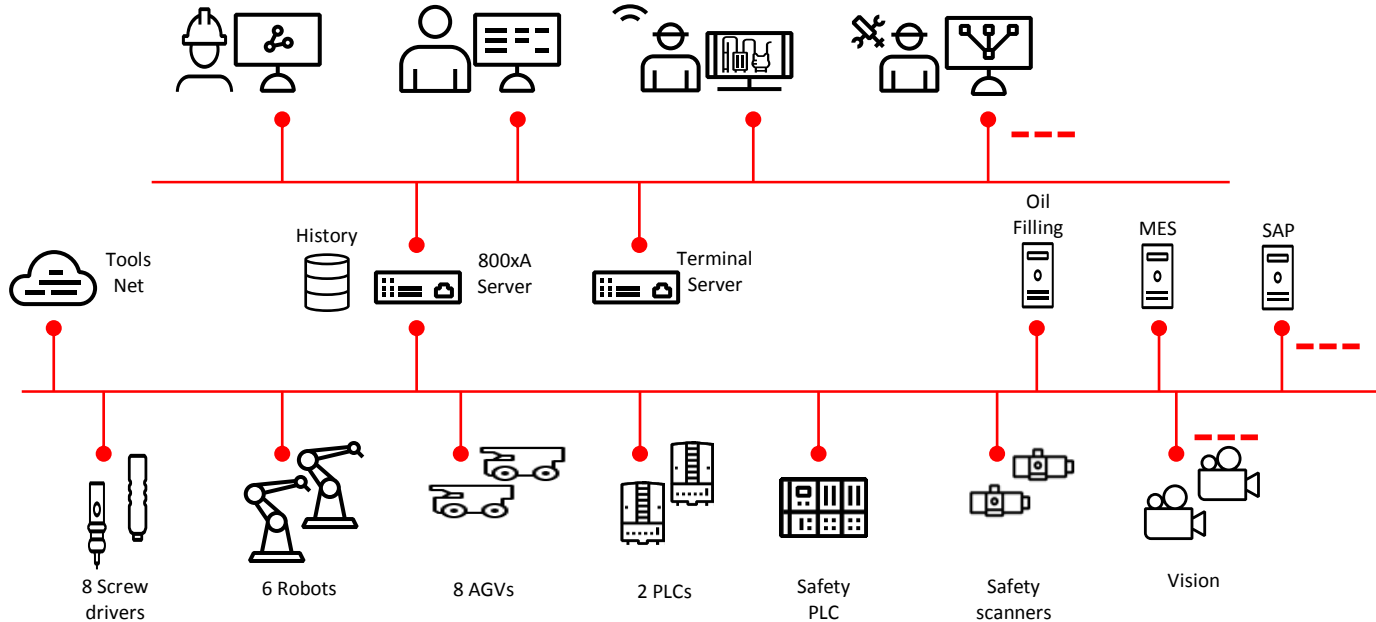 Oil
Filling
MES
SAP
Tools
Net
History
800xA
Server
Terminal
Server
8 Screw
drivers
6 Robots
8 AGVs
2 PLCs
Safety
PLC
Safety
scanners
Vision